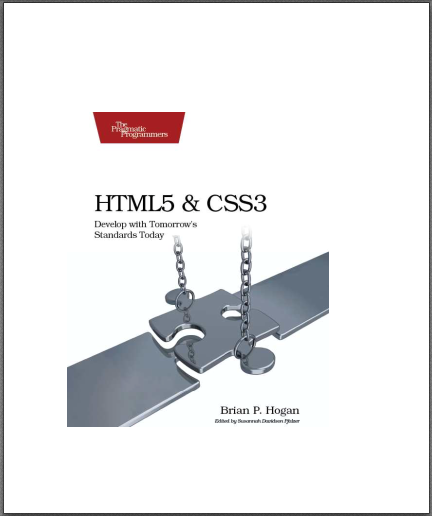 The
Pragmatic
Programmers
HTML5 & CSS3
Develop with Tomorrow's
Standards Today
Brian P. Hogan
Edited by Susannah Davidson Pfalzer